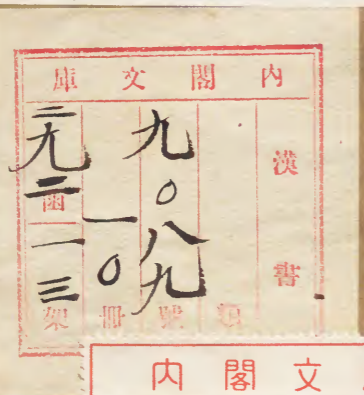 内閣文庫
漢書
類
九〇八九號
一〇冊
二九二函一三架
内閣文